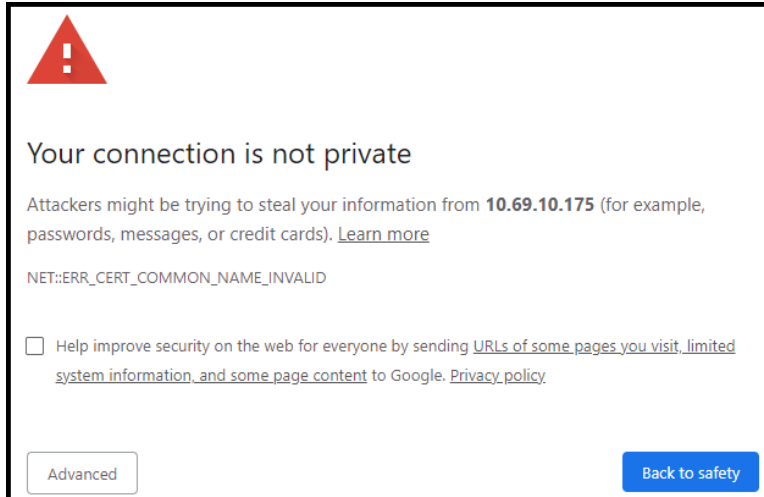 Your connection is not private
Attackers might be trying to steal your information from 10.69.10.175 (for example,
passwords, messages, or credit cards). Learn more
NET::ERR_CERT_COMMON_NAME_INVALID
Help improve security on the web for everyone by sending URLs of some pages you visit, limited
system information, and some page content to Google. Privacy policy
Advanced
Back to safety